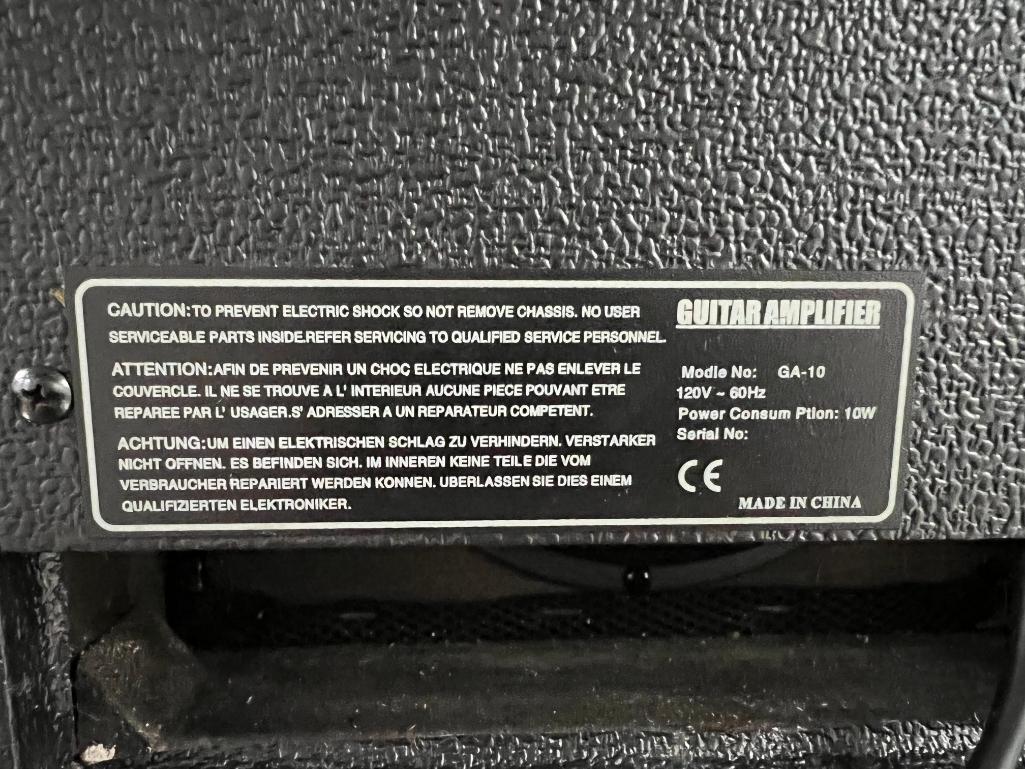 CAUTION: TO PREVENT ELECTRIC SHOCK SO NOT REMOVE CHASSIS. NO USER
SERVICEABLE PARTS INSIDE.REFER SERVICING TO QUALIFIED SERVICE PERSONNEL.
ATTENTION:AFIN DE PREVENIR UN CHOÇ ELECTRIQUE NE PAS ENLEVER LE
COUVERCLE. IL NE SE TROUVE A L' INTERIEUR AUCUNE PIECE POUVANT ETRE
REPAREE PAR L' USAGER.S' ADRESSER A UN REPARATEUR COMPETENT.
ACHTUNG: UM EINEN ELEKTRISCHEN SCHLAG ZU VERHINDERN. VERSTARKER
NICHT OFFNEN. ES BEFINDEN SICH. IM INNEREN KEINE TEILE DIE VOM
VERBRAUCHER REPARIERT WERDEN KONNEN. UBERLASSEN SIE DIES EINEM
QUALIFIZIERTEN ELEKTRONIKER.
GUITAR AMPLIFIER
Modle No: GA-10
120V ~ 60Hz
Power Consum Ption: 10W
Serial No:
CE
MADE IN CHINA